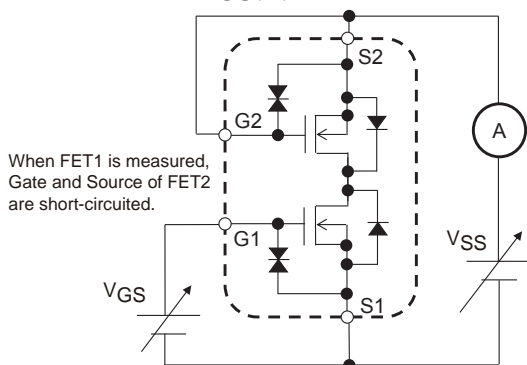 S2
G2
A
When FET1 is measured,
Gate and Source of FET2
are short-circuited.
G1
VSS
VGS
S1